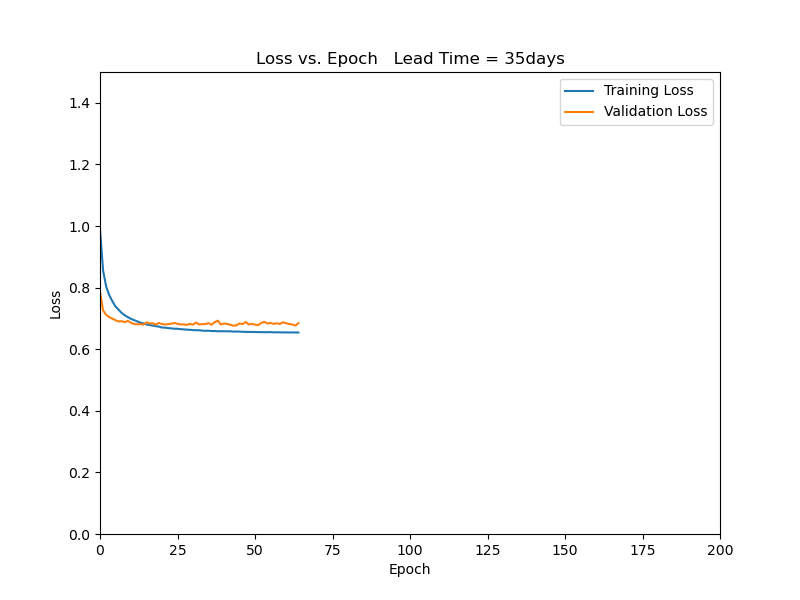 Loss vs. Epoch   Lead Time = 35days
Training Loss
Validation Loss
1.4
1.2
1.0
0.8
0.6
0.4
0.2
0.0
Loss
0 25 50 75 100 125 150 175 200
Epoch